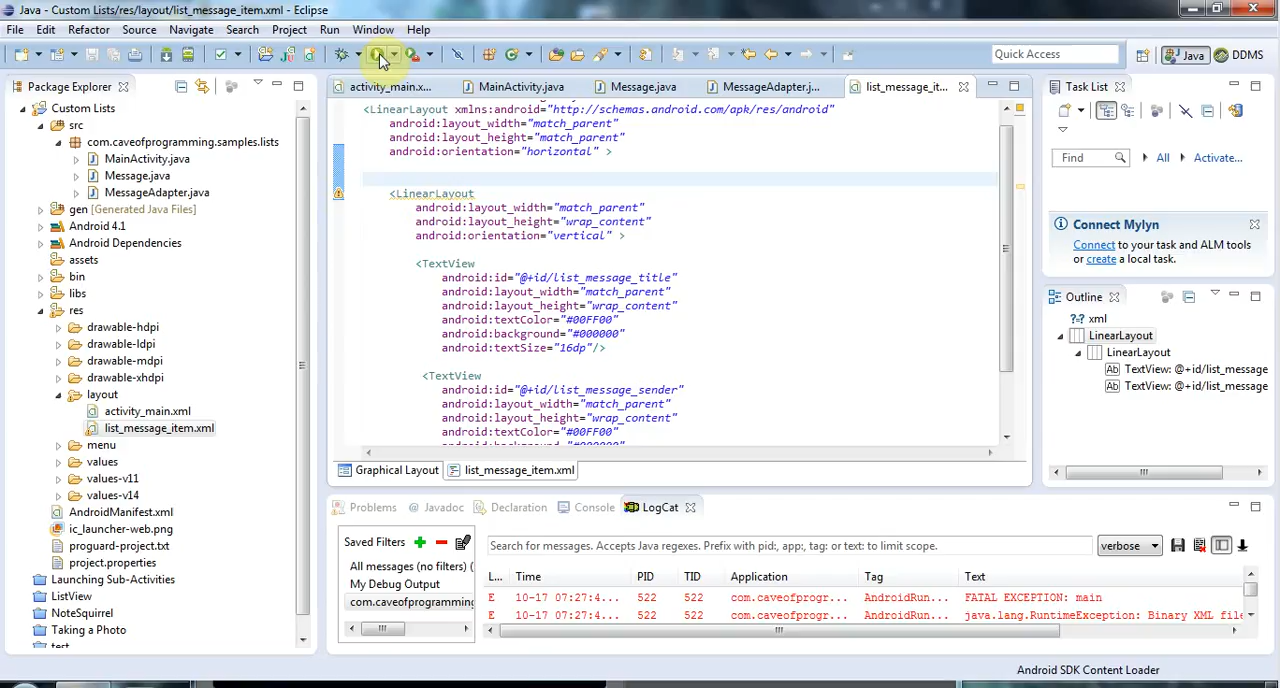 Java - Custom Lists/res/layout/list_message_item.xml - Eclipse
File Edit Refactor Source Navigate Search Project Run Window Help
Quick Access
Java
DDMS
Package Explorer
Custom Lists
src
com.caveofprogramming.samples.lists
MainActivity.java
Message.java
MessageAdapter.java
gen [Generated Java Files]
Android 4.1
Android Dependencies
assets
bin
libs
res
drawable-hdpi
drawable-ldpi
drawable-mdpi
drawable-xhdpi
layout
activity_main.xml
list_message_item.xml
menu
values
values-v11
values-v14
AndroidManifest.xml
ic_launcher-web.png
proguard-project.txt
project.properties
Launching Sub-Activities
ListView
NoteSquirrel
Taking a Photo
test
activity_main.x... MainActivity.java Message.java MessageAdapter.j... list_message_it...
<LinearLayout xmlns:android="http://schemas.android.com/apk/res/android"
android:layout_width="match_parent"
android:layout_height="match_parent"
android:orientation="horizontal" >
<LinearLayout
android:layout_width="match_parent"
android:layout_height="wrap_content"
android:orientation="vertical" >
<TextView
android:id="@+id/list_message_title"
android:layout_width="match_parent"
android:layout_height="wrap_content"
android:textColor="#00FF00"
android:background="#000000"
android:textSize="16dp"/>
<TextView
android:id="@+id/list_message_sender"
android:layout_width="match_parent"
android:layout_height="wrap_content"
android:textColor="#00FF00"
Graphical Layout list_message_item.xml
Task List
Find All Activate...
Connect Mylyn
Connect to your task and ALM tools
or create a local task.
Outline
xml
LinearLayout
LinearLayout
TextView: @+id/list_message
TextView: @+id/list_message
Problems @ Javadoc Declaration Console LogCat
Saved Filters
All messages (no filters) (
My Debug Output
com.caveofprogramming
Search for messages. Accepts Java regexes. Prefix with pid:, app:, tag: or text: to limit scope.
verbose
L... Time PID TID Application Tag Text
E 10-17 07:27:4... 522 522 com.caveofprogr... AndroidRun... FATAL EXCEPTION: main
E 10-17 07:27:4... 522 522 com.caveofprogr... AndroidRun... java.lang.RuntimeException: Binary XML file
Android SDK Content Loader